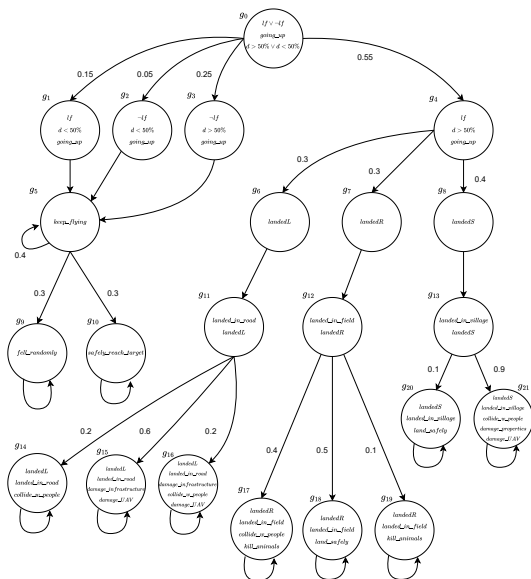 g0
lf ∨ ¬lf
going_up
d > 50% ∨ d < 50%
0.15
0.05
0.25
0.55
g1
lf
d < 50%
going_up
g2
¬lf
d < 50%
going_up
g3
¬lf
d > 50%
going_up
g4
lf
d > 50%
going_up
0.3
0.3
0.4
g5
keep_flying
0.4
g6
landedL
g7
landedR
g8
landedS
0.3
0.3
g9
fell_randomly
g10
safely_reach_target
g11
landed_in_road
landedL
g12
landed_in_field
landedR
g13
landed_in_village
landedS
0.1
0.9
g20
landedS
landed_in_village
land_safely
g21
landedS
landed_in_village
collide_w_people
damage_properties
damage_UAV
0.2
0.6
0.2
g14
landedL
landed_in_road
collide_w_people
g15
landedL
landed_in_road
damage_infrastructure
damage_UAV
g16
landedL
landed_in_road
damage_infrastructure
collide_w_people
damage_UAV
0.4
0.5
0.1
g17
landedR
landed_in_field
collide_w_people
kill_animals
g18
landedR
landed_in_field
land_safely
g19
landedR
landed_in_field
kill_animals